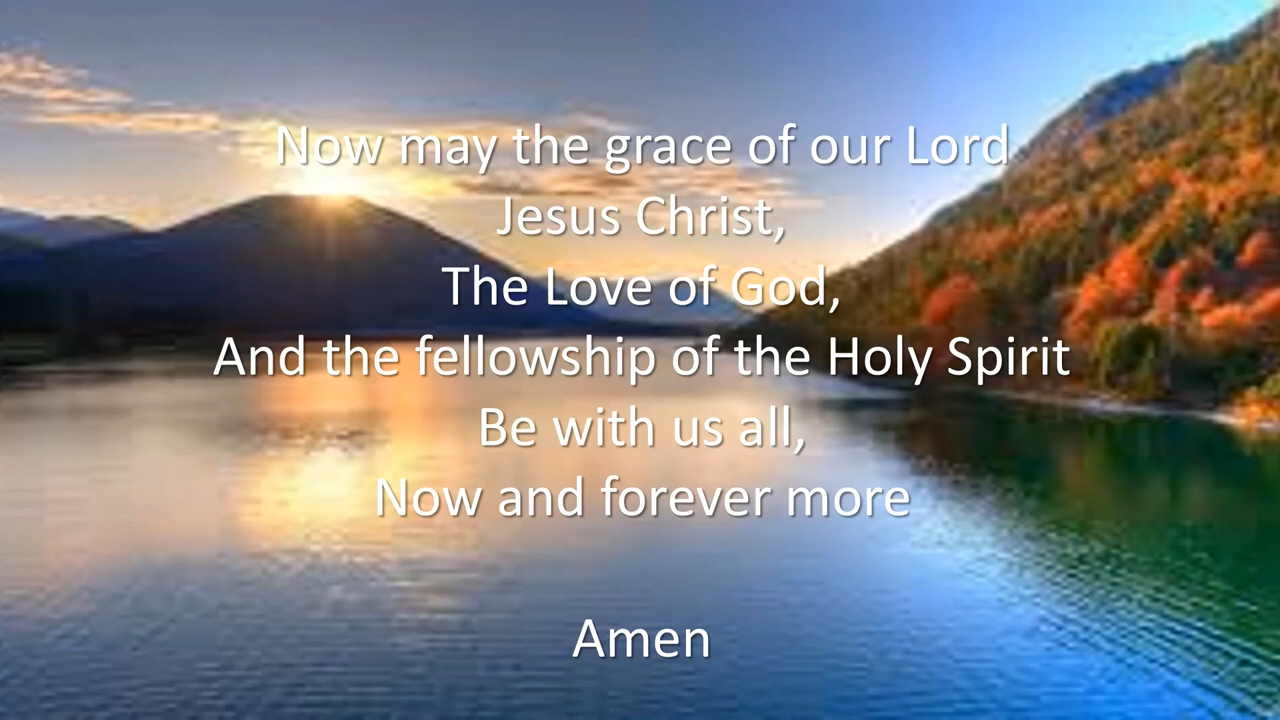 Now may the grace of our Lord
Jesus Christ,
The Love of God,
And the fellowship of the Holy Spirit
Be with us all,
Now and forever more
Amen